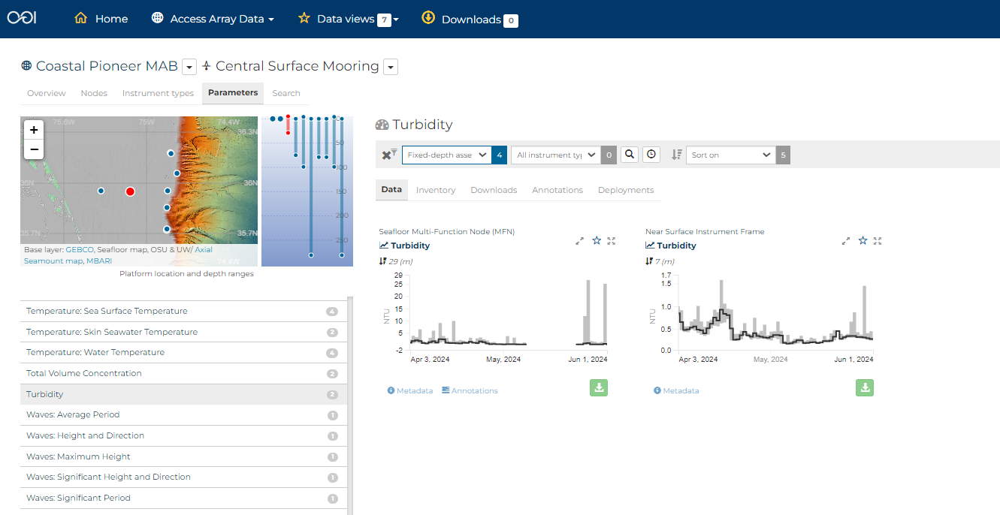 OOI Home Access Array Data Data views 7 Downloads 0
Coastal Pioneer MAB Central Surface Mooring
Overview Nodes Instrument types Parameters Search
+
−
75.6W 75W 74.4W
36.3N
36N 36N
35.7N 35.7N
74.4W
Base layer: GEBCO, Seafloor map, OSU & UW/ Axial
Seamount map, MBARI
0
50
100
150
200
250
Platform location and depth ranges
Temperature: Sea Surface Temperature 4
Temperature: Skin Seawater Temperature 2
Temperature: Water Temperature 4
Total Volume Concentration 2
Turbidity 2
Waves: Average Period 1
Waves: Height and Direction 1
Waves: Maximum Height 1
Waves: Significant Height and Direction 1
Waves: Significant Period 1
Turbidity
Fixed-depth asse 4 All instrument ty 0 Sort on 5
Data Inventory Downloads Annotations Deployments
Seafloor Multi-Function Node (MFN)
Turbidity
29 (m)
29
25
20
15
10
5
-2
NTU
Apr 3, 2024 May, 2024 Jun 1, 2024
Metadata Annotations
Near Surface Instrument Frame
Turbidity
7 (m)
1.7
1.5
1.0
0.5
0.0
NTU
Apr 3, 2024 May, 2024 Jun 1, 2024
Metadata